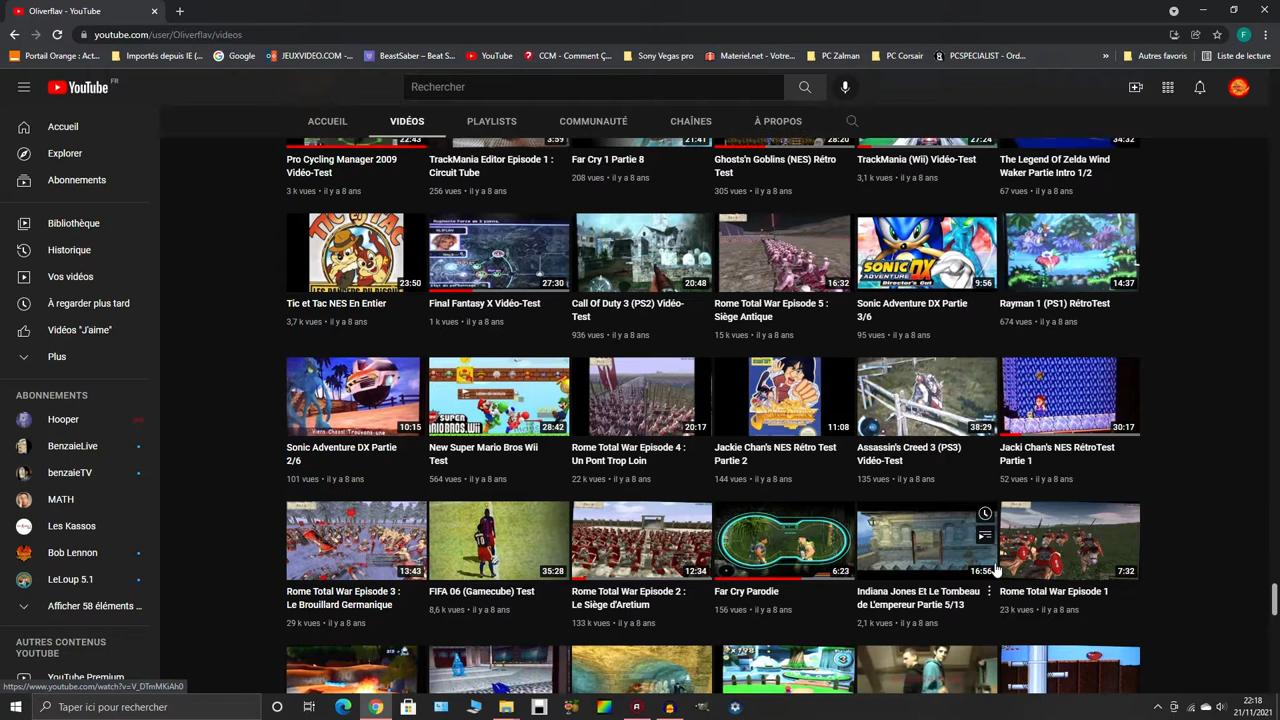 Oliverflav - YouTube
youtube.com/user/Oliverflav/videos
Portail Orange
Importés depuis IE (...
Google
JEUXVIDEO.COM -...
BeastSaber — Beat S...
YouTube
CCM - Comment Ç...
Sony Vegas pro
Materiel.net - Votre...
PC Zalman
PC Corsair
PCSPECIALIST - Ord...
»
Autres favoris
Liste de lecture
YouTube FR
Rechercher
ACCUEIL VIDÉOS PLAYLISTS COMMUNAUTÉ CHAÎNES À PROPOS
Accueil
Explorer
Abonnements
Bibliothèque
Historique
Vos vidéos
À regarder plus tard
Vidéos "J'aime"
Plus
ABONNEMENTS
Hooper
BenzaieLive
benzaieTV
MATH
Les Kassos
Bob Lennon
LeLoup 5.1
Afficher 58 éléments ...
AUTRES CONTENUS
YOUTUBE
YouTube Premium
22:43
Pro Cycling Manager 2009
Vidéo-Test
3 k vues • il y a 8 ans
3:59
TrackMania Editor Episode 1 :
Circuit Tube
256 vues • il y a 8 ans
21:41
Far Cry 1 Partie 8
208 vues • il y a 8 ans
28:20
Ghosts'n Goblins (NES) Rétro
Test
305 vues • il y a 8 ans
27:24
TrackMania (Wii) Vidéo-Test
3,1 k vues • il y a 8 ans
34:32
The Legend Of Zelda Wind
Waker Partie Intro 1/2
67 vues • il y a 8 ans
TIC et TAC
23:50
Tic et Tac NES En Entier
3,7 k vues • il y a 8 ans
27:30
Final Fantasy X Vidéo-Test
1 k vues • il y a 8 ans
20:48
Call Of Duty 3 (PS2) Vidéo-
Test
936 vues • il y a 8 ans
16:32
Rome Total War Episode 5 :
Siège Antique
15 k vues • il y a 8 ans
SONIC
ADVENTURE DX
Director's Cut
9:56
Sonic Adventure DX Partie
3/6
95 vues • il y a 8 ans
14:37
Rayman 1 (PS1) RétroTest
674 vues • il y a 8 ans
10:15
Sonic Adventure DX Partie
2/6
101 vues • il y a 8 ans
SUPER
MARIO BROS.Wii
28:42
New Super Mario Bros Wii
Test
564 vues • il y a 8 ans
20:17
Rome Total War Episode 4 :
Un Pont Trop Loin
22 k vues • il y a 8 ans
11:08
Jackie Chan's NES Rétro Test
Partie 2
144 vues • il y a 8 ans
38:29
Assassin's Creed 3 (PS3)
Vidéo-Test
135 vues • il y a 8 ans
30:17
Jacki Chan's NES RétroTest
Partie 1
52 vues • il y a 8 ans
13:43
Rome Total War Episode 3 :
Le Brouillard Germanique
29 k vues • il y a 8 ans
35:28
FIFA 06 (Gamecube) Test
8,6 k vues • il y a 8 ans
12:34
Rome Total War Episode 2 :
Le Siège d'Aretium
133 k vues • il y a 8 ans
6:23
Far Cry Parodie
156 vues • il y a 8 ans
16:56
Indiana Jones Et Le Tombeau
de L'empereur Partie 5/13
2,1 k vues • il y a 8 ans
7:32
Rome Total War Episode 1
23 k vues • il y a 8 ans
https://www.youtube.com/watch?v=V_DTmMKiAh0
Taper ici pour rechercher
22:18
21/11/2021